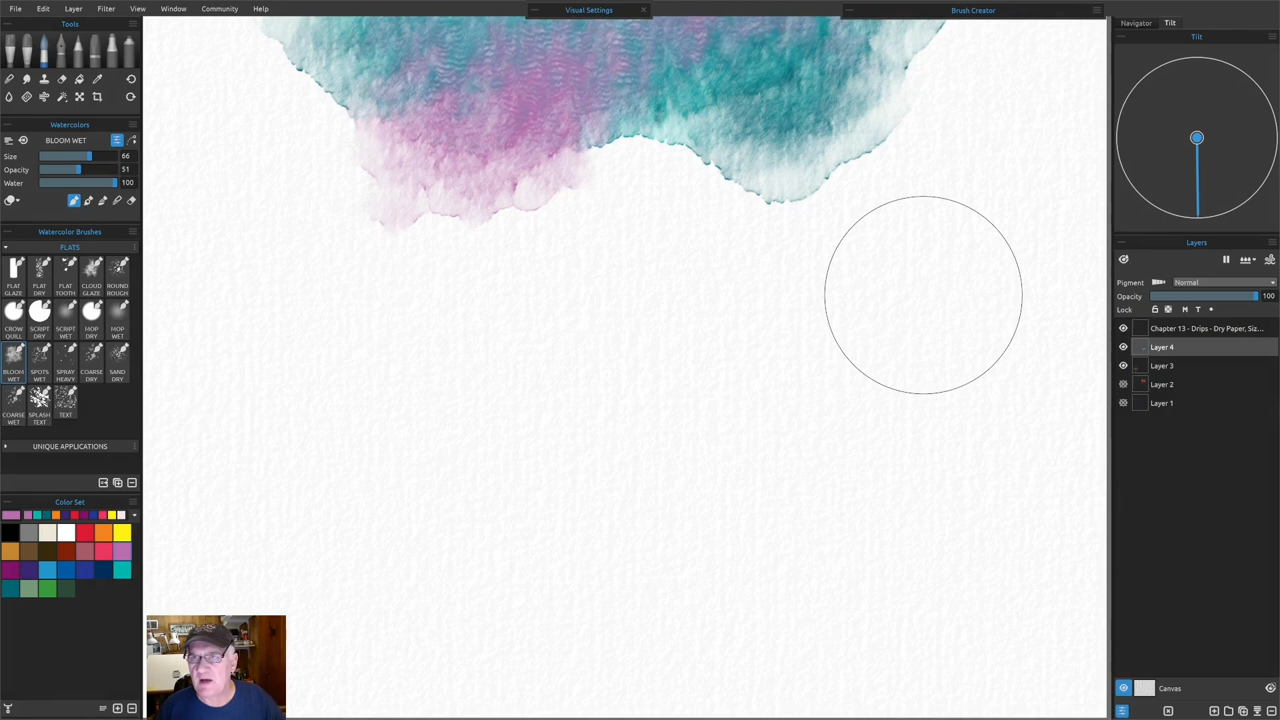 File Edit Layer Filter View Window Community Help
Visual Settings
Brush Creator
Tools
Watercolors
BLOOM WET
Size 66
Opacity 51
Water 100
Watercolor Brushes
FLATS
FLAT GLAZE
FLAT DRY
FLAT TOOTH
CLOUD GLAZE
ROUND ROUGH
CROW QUILL
SCRIPT DRY
SCRIPT WET
MOP DRY
MOP WET
BLOOM WET
SPOTS WET
SPRAY HEAVY
COARSE DRY
SAND DRY
COARSE WET
SPLASH TEXT
TEXT
UNIQUE APPLICATIONS
Color Set
Navigator Tilt
Tilt
Layers
Pigment Normal
Opacity 100
Lock M T
Chapter 13 - Drips - Dry Paper, Siz...
Layer 4
Layer 3
Layer 2
Layer 1
Canvas